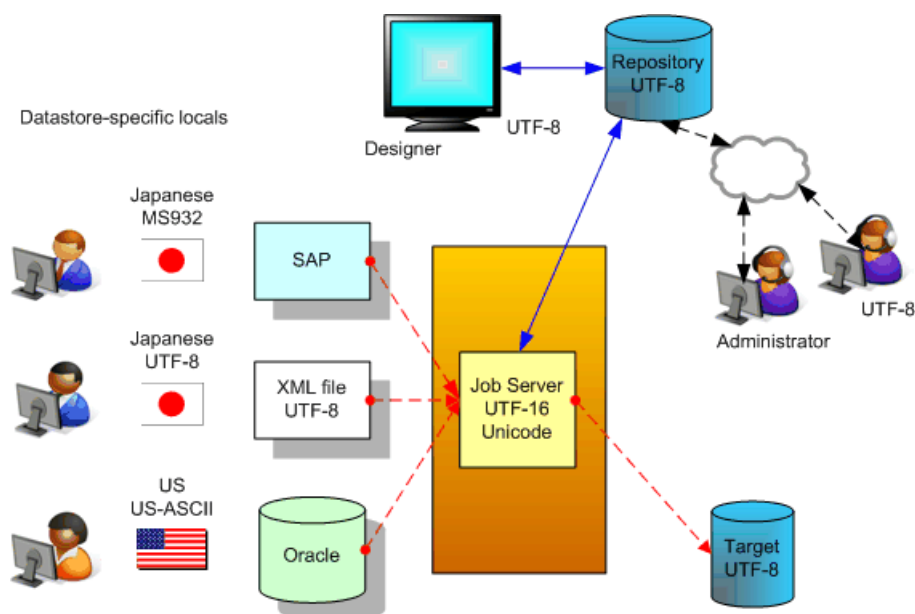 Repository
UTF-8
UTF-8
Designer
Datastore-specific locals
Japanese
MS932
SAP
UTF-8
Administrator
Japanese
UTF-8
XML file
UTF-8
Job Server
UTF-16
Unicode
US
US-ASCII
Oracle
Target
UTF-8